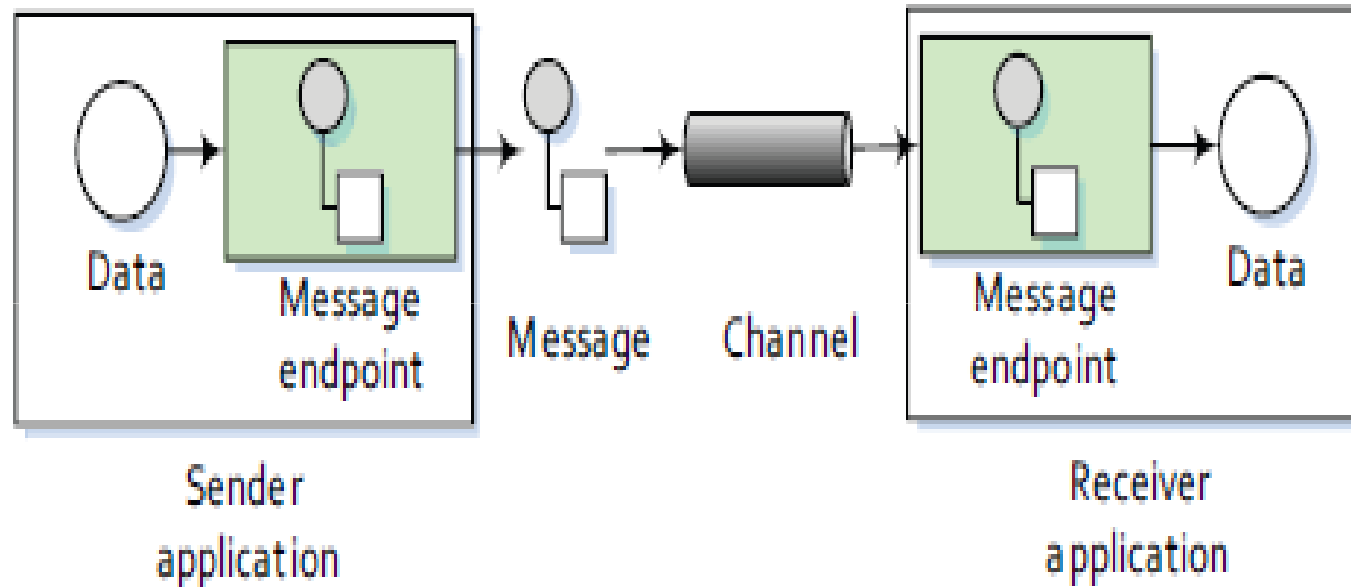 Data
Message
endpoint
Message
Channel
Message
endpoint
Data
Sender
application
Receiver
application